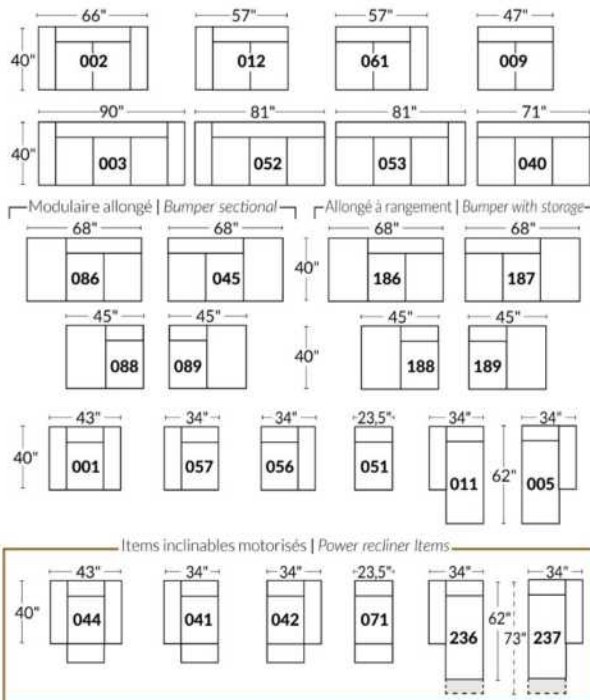 66" 57" 57" 47"
40" 002 012 061 009
90" 81" 81" 71"
40" 003 052 053 040
Modulaire allongé | Bumper sectional Allongé à rangement | Bumper with storage
68" 68" 68" 68"
086 045 40" 186 187
45" 45" 45" 45"
088 089 40" 188 189
43" 34" 34" 23,5" 34" 34"
40" 001 057 056 051 011 62" 005
Items inclinables motorisés | Power recliner Items
43" 34" 34" 23,5" 34" 34"
40" 044 041 042 071 236 62" 73" 237